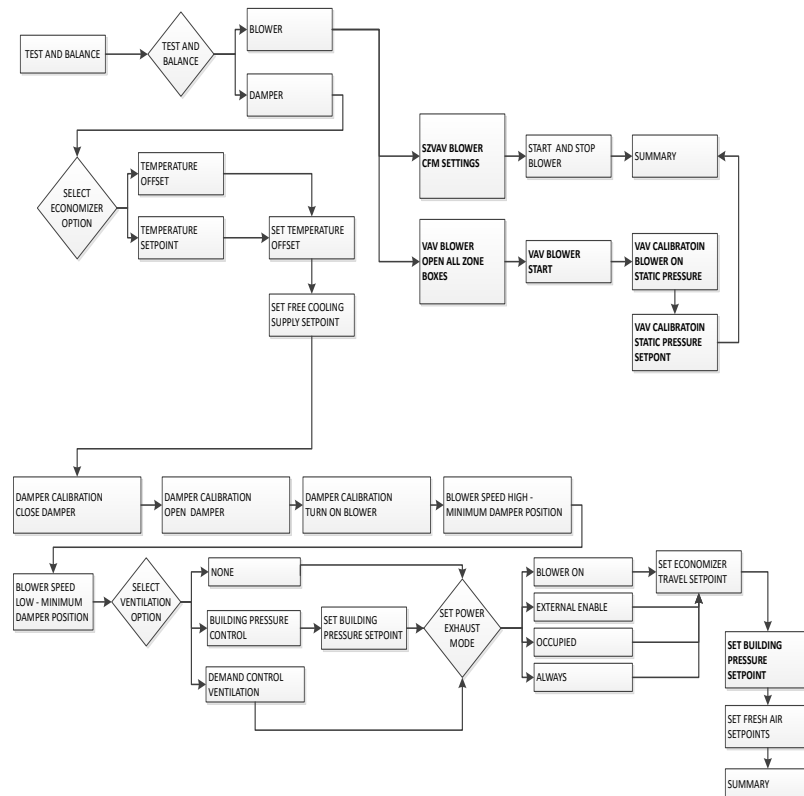 TEST AND BALANCE
TEST AND
BALANCE
BLOWER
DAMPER
SELECT
ECONOMIZER
OPTION
TEMPERATURE
OFFSET
TEMPERATURE
SETPOINT
SET TEMPERATURE
OFFSET
SET FREE COOLING
SUPPLY SETPOINT
SZVAV BLOWER
CFM SETTINGS
START AND STOP
BLOWER
SUMMARY
VAV BLOWER
OPEN ALL ZONE
BOXES
VAV BLOWER
START
VAV CALIBRATOIN
BLOWER ON
STATIC PRESSURE
VAV CALIBRATOIN
STATIC PRESSURE
SETPONT
DAMPER CALIBRATION
CLOSE DAMPER
DAMPER CALIBRATION
OPEN DAMPER
DAMPER CALIBRATION
TURN ON BLOWER
BLOWER SPEED HIGH -
MINIMUM DAMPER POSITION
BLOWER SPEED
LOW - MINIMUM
DAMPER POSITION
SELECT
VENTILATION
OPTION
NONE
BUILDING PRESSURE
CONTROL
SET BUILDING
PRESSURE SETPOINT
DEMAND CONTROL
VENTILATION
SET POWER
EXHAUST
MODE
BLOWER ON
EXTERNAL ENABLE
OCCUPIED
ALWAYS
SET ECONOMIZER
TRAVEL SETPOINT
SET BUILDING
PRESSURE
SETPOINT
SET FRESH AIR
SETPOINTS
SUMMARY